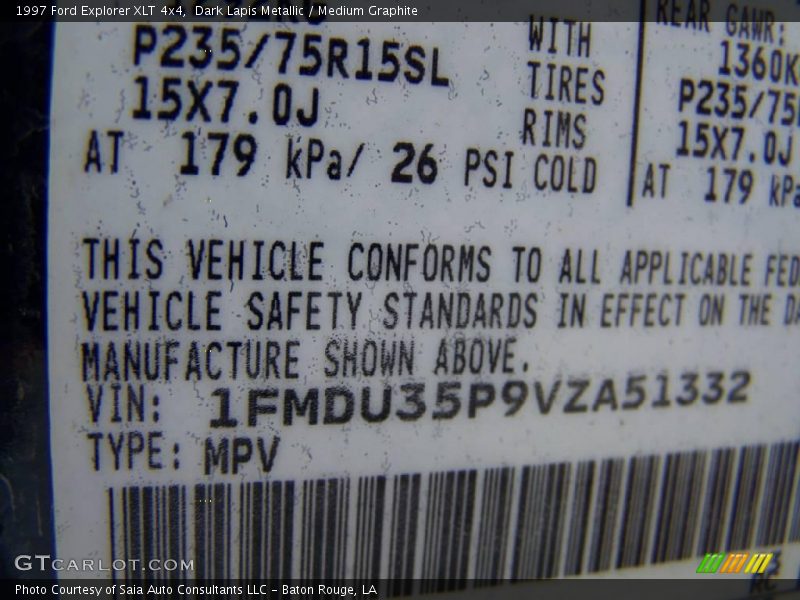 1997 Ford Explorer XLT 4x4, Dark Lapis Metallic / Medium Graphite
REAR GAWR:
P235/75R15SL WITH 1360K
15X7.0J TIRES P235/75
RIMS 15X7.0J
AT 179 kPa/ 26 PSI COLD AT 179 kPa
THIS VEHICLE CONFORMS TO ALL APPLICABLE FED
VEHICLE SAFETY STANDARDS IN EFFECT ON THE DA
MANUFACTURE SHOWN ABOVE.
VIN: 1FMDU35P9VZA51332
TYPE: MPV
GTCARPLOT.COM
Photo Courtesy of Saia Auto Consultants LLC – Baton Rouge, LA